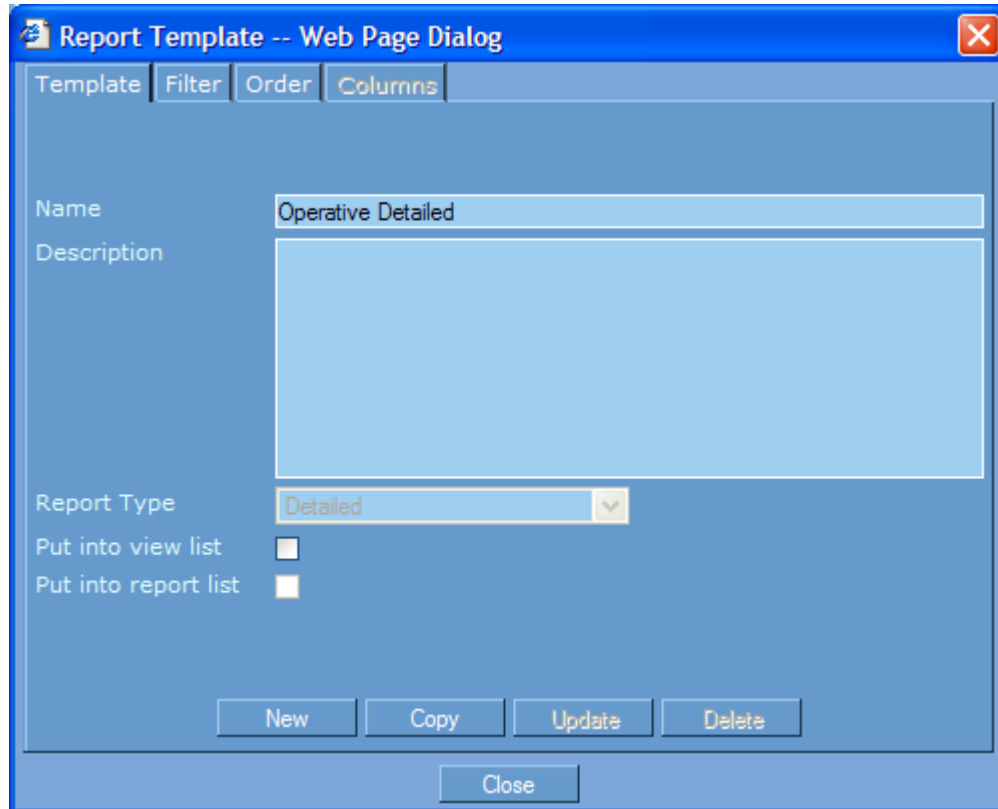 Report Template -- Web Page Dialog
Template Filter Order Columns
Name Operative Detailed
Description
Report Type Detailed
Put into view list
Put into report list
New Copy Update Delete
Close